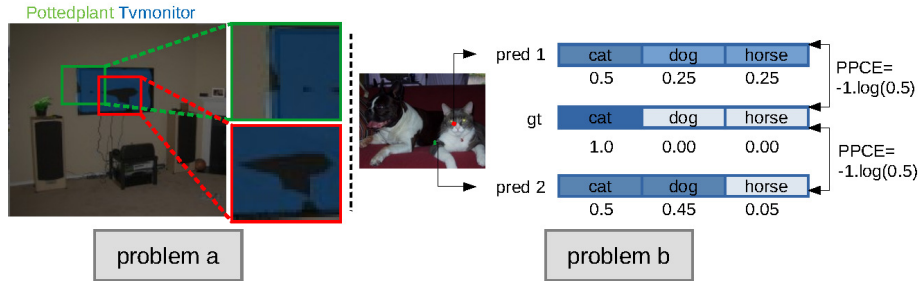 Pottedplant Tvmonitor
problem a
pred 1
cat dog horse
0.5 0.25 0.25
PPCE=
-1.log(0.5)
gt
cat dog horse
1.0 0.00 0.00
PPCE=
-1.log(0.5)
pred 2
cat dog horse
0.5 0.45 0.05
problem b